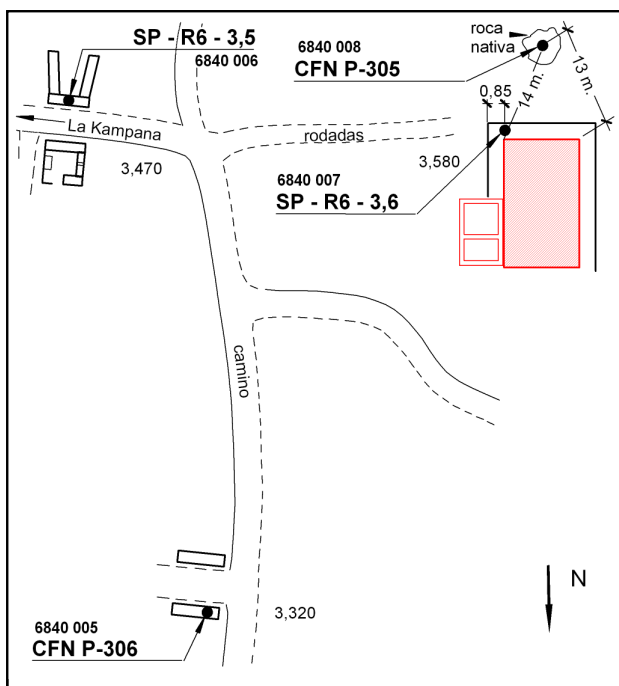 SP - R6 - 3,5
6840 006
6840 008
CFN P-305
roca
nativa
13 m.
14 m.
0,85
La Kampana
rodadas
3,470
3,580
6840 007
SP - R6 - 3,6
camino
N
3,320
6840 005
CFN P-306